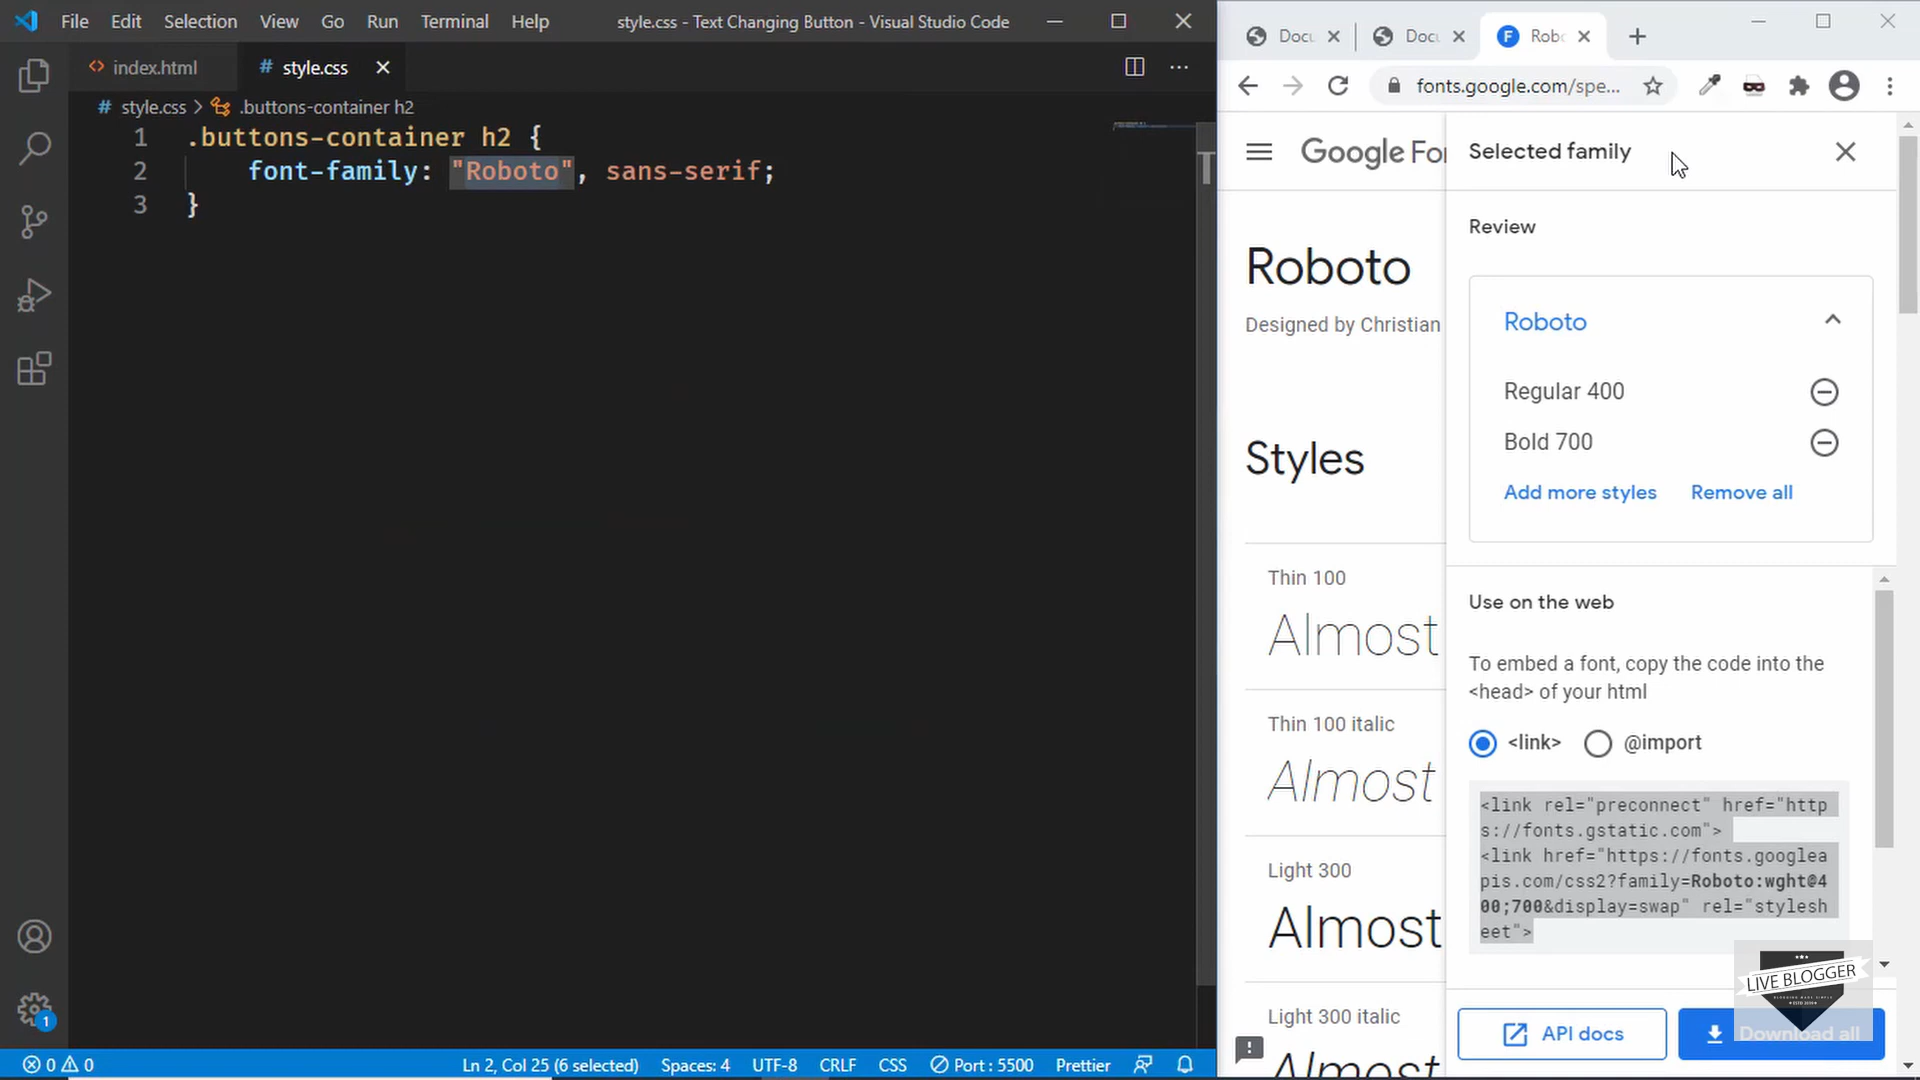 File Edit Selection View Go Run Terminal Help style.css - Text Changing Button - Visual Studio Code
index.html
style.css
style.css > .buttons-container h2
1 .buttons-container h2 {
2 font-family: "Roboto", sans-serif;
3 }
1
0 0
Ln 2, Col 25 (6 selected) Spaces: 4 UTF-8 CRLF CSS Port : 5500 Prettier
Docu Docu Robo
fonts.google.com/spe...
Google Fon
Roboto
Designed by Christian
Styles
Thin 100
Almost
Thin 100 italic
Almost
Light 300
Almost
Light 300 italic
Almost
Selected family
Review
Roboto
Regular 400
Bold 700
Add more styles Remove all
Use on the web
To embed a font, copy the code into the
<head> of your html
<link> @import
<link rel="preconnect" href="http
s://fonts.gstatic.com">
<link href="https://fonts.googlea
pis.com/css2?family=Roboto:wght@4
00;700&display=swap" rel="stylesh
eet">
API docs
Download all
LIVE BLOGGER